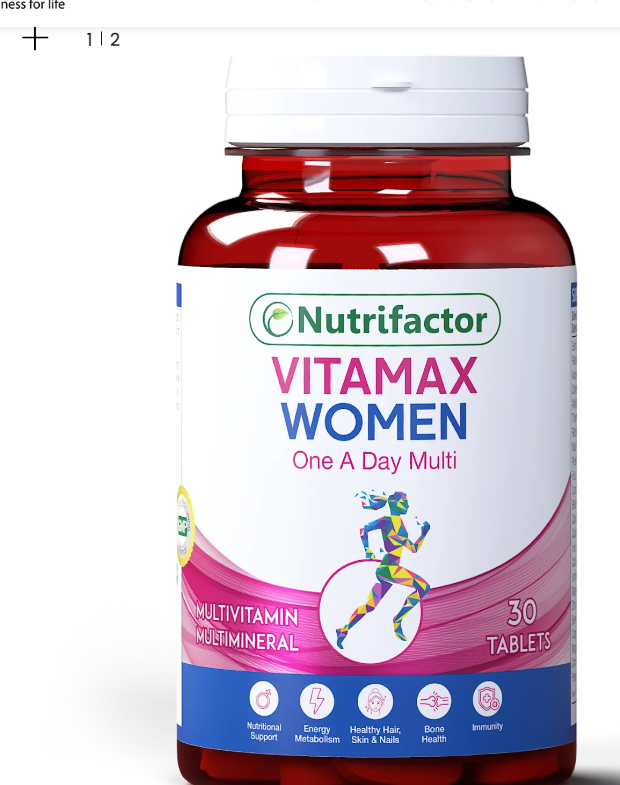 ness for life
1 | 2
Nutrifactor
VITAMAX
WOMEN
One A Day Multi
MULTIVITAMIN
MULTIMINERAL
30
TABLETS
Nutritional
Support
Energy
Metabolism
Healthy Hair,
Skin & Nails
Bone
Health
Immunity